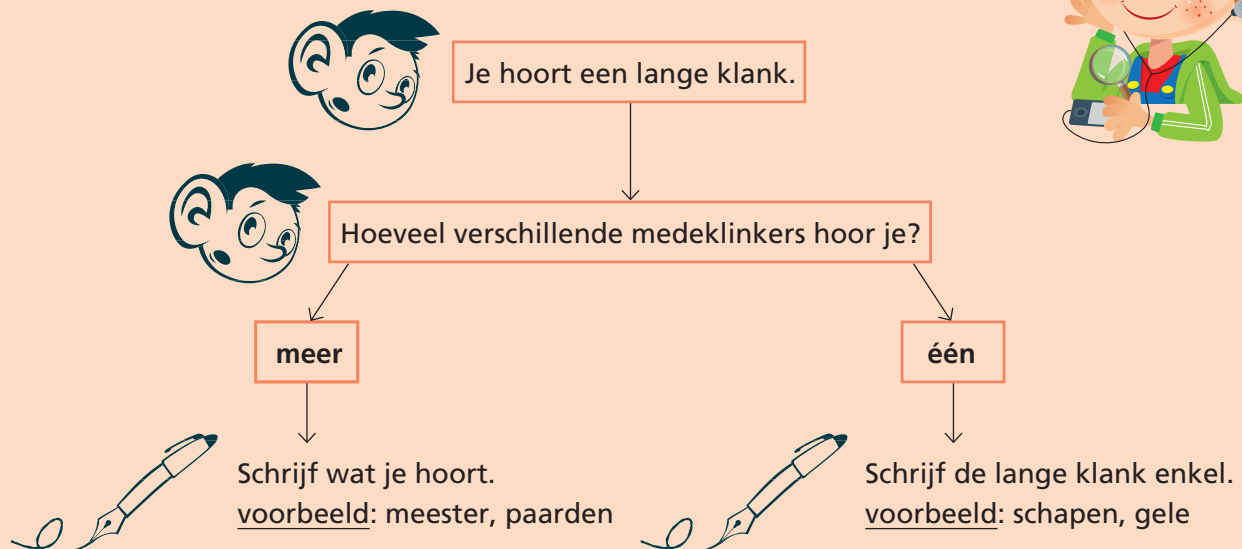 Je hoort een lange klank.
Hoeveel verschillende medeklinkers hoor je?
meer
één
Schrijf wat je hoort.
voorbeeld: meester, paarden
Schrijf de lange klank enkel.
voorbeeld: schapen, gele